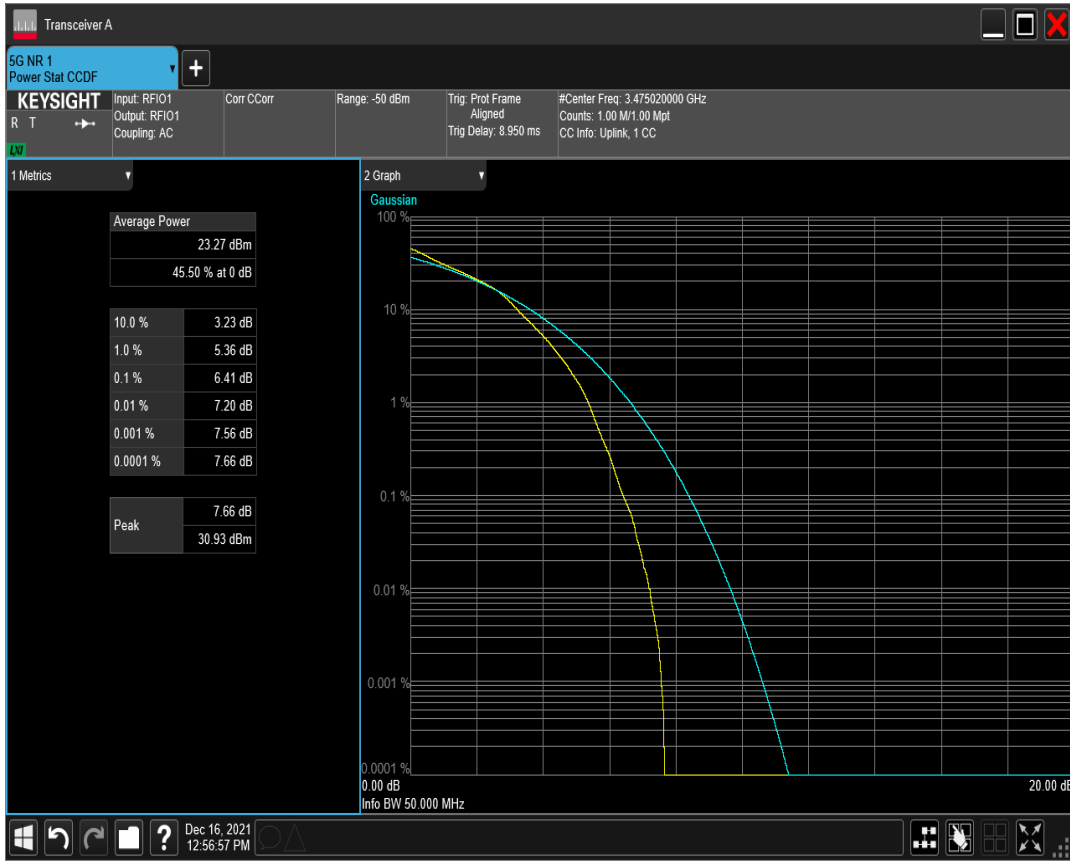 Transceiver A
5G NR 1
Power Stat CCDF
+
KEYSIGHT
R T
LXI
Input: RFIO1
Output: RFIO1
Coupling: AC
Corr CCorr
Range: -50 dBm
Trig: Prot Frame
Aligned
Trig Delay: 8.950 ms
#Center Freq: 3.475020000 GHz
Counts: 1.00 M/1.00 Mpt
CC Info: Uplink, 1 CC
1 Metrics
Average Power
23.27 dBm
45.50 % at 0 dB
10.0 % 3.23 dB
1.0 % 5.36 dB
0.1 % 6.41 dB
0.01 % 7.20 dB
0.001 % 7.56 dB
0.0001 % 7.66 dB
Peak
7.66 dB
30.93 dBm
2 Graph
Gaussian
100 %
10 %
1 %
0.1 %
0.01 %
0.001 %
0.0001 %
0.00 dB 20.00 dB
Info BW 50.000 MHz
?
Dec 16, 2021
12:56:57 PM